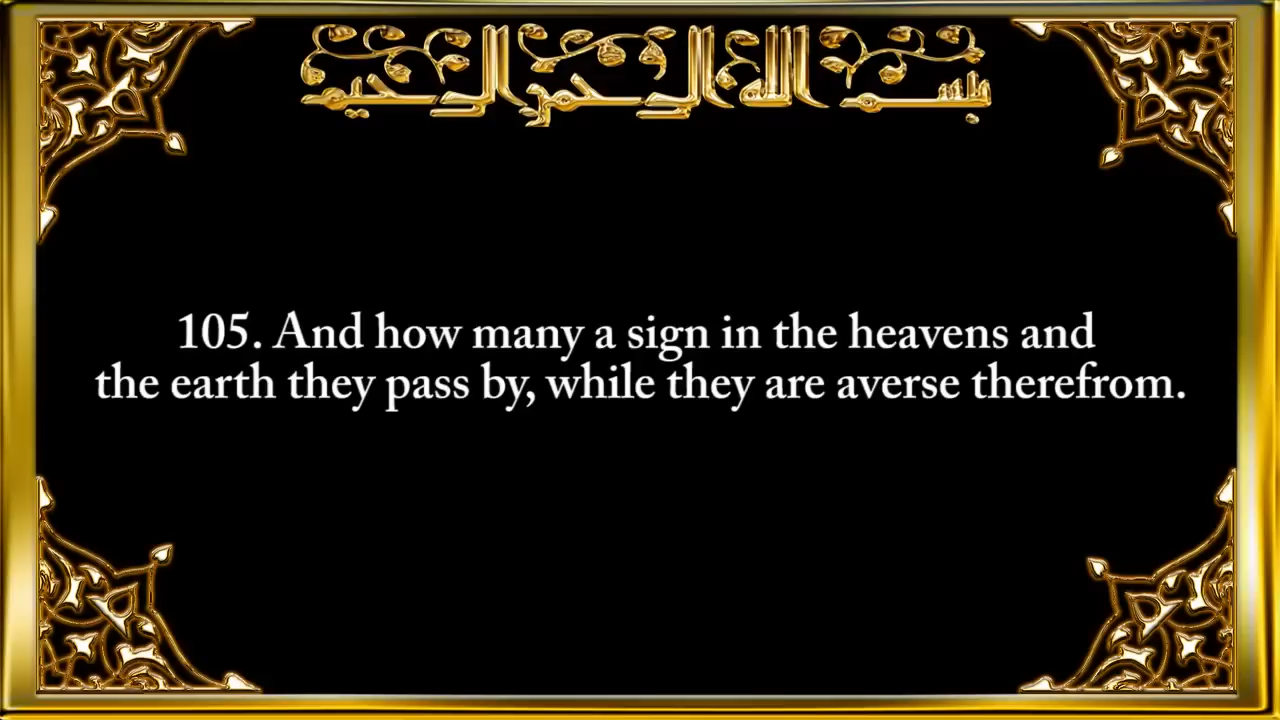 بسم الله الرحمن الرحيم
105. And how many a sign in the heavens and
the earth they pass by, while they are averse therefrom.